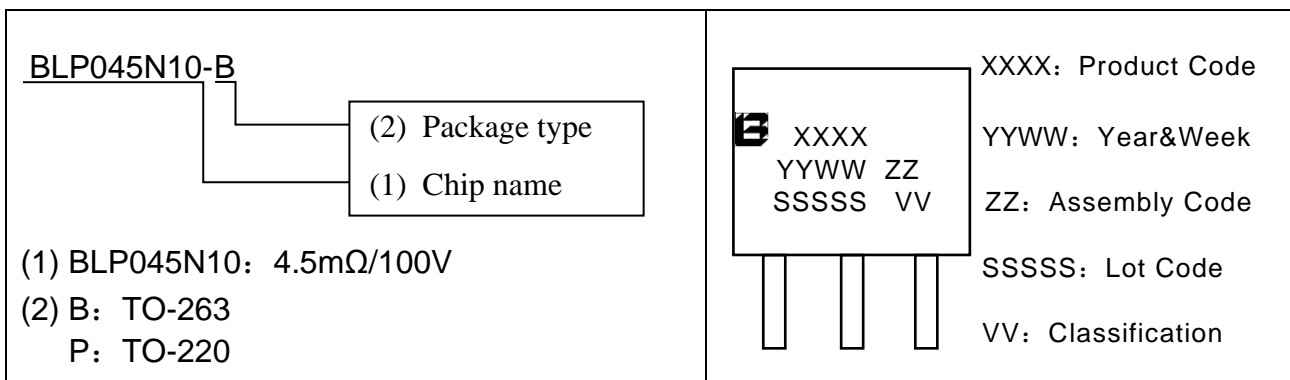 BLP045N10-B
(2) Package type
(1) Chip name
(1) BLP045N10：4.5mΩ/100V
(2) B：TO-263
P：TO-220
XXXX
YYWW ZZ
SSSSS VV
XXXX：Product Code
YYWW：Year&Week
ZZ：Assembly Code
SSSSS：Lot Code
VV：Classification